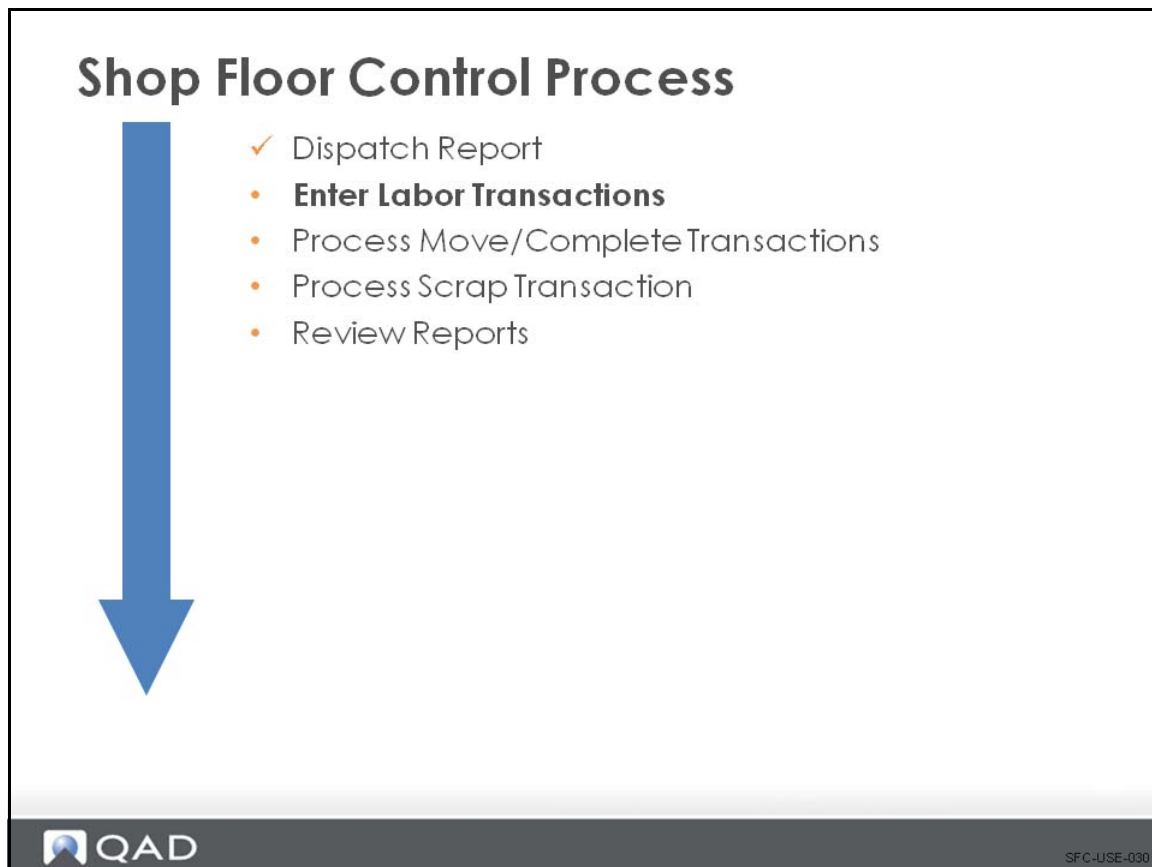 Shop Floor Control Process
✓ Dispatch Report
• Enter Labor Transactions
• Process Move/Complete Transactions
• Process Scrap Transaction
• Review Reports
QAD
SFC-USE-030